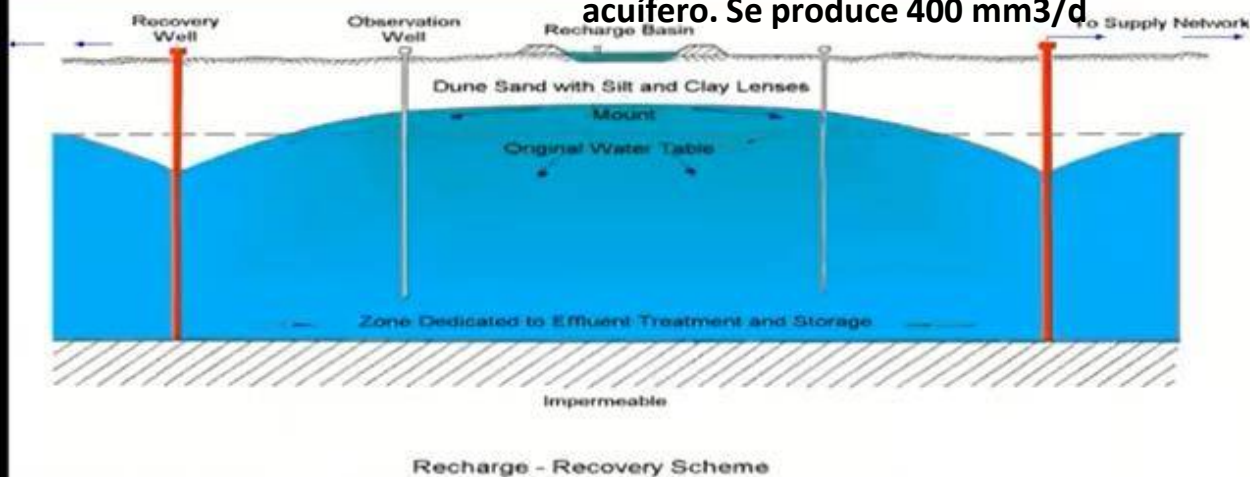 acuífero. Se produce 400 mm3/d
Recovery
Well
Observation
Well
Recharge Basin
To Supply Network
Dune Sand with Silt and Clay Lenses
Mount
Original Water Table
Zone Dedicated to Effluent Treatment and Storage
Impermeable
Recharge - Recovery Scheme